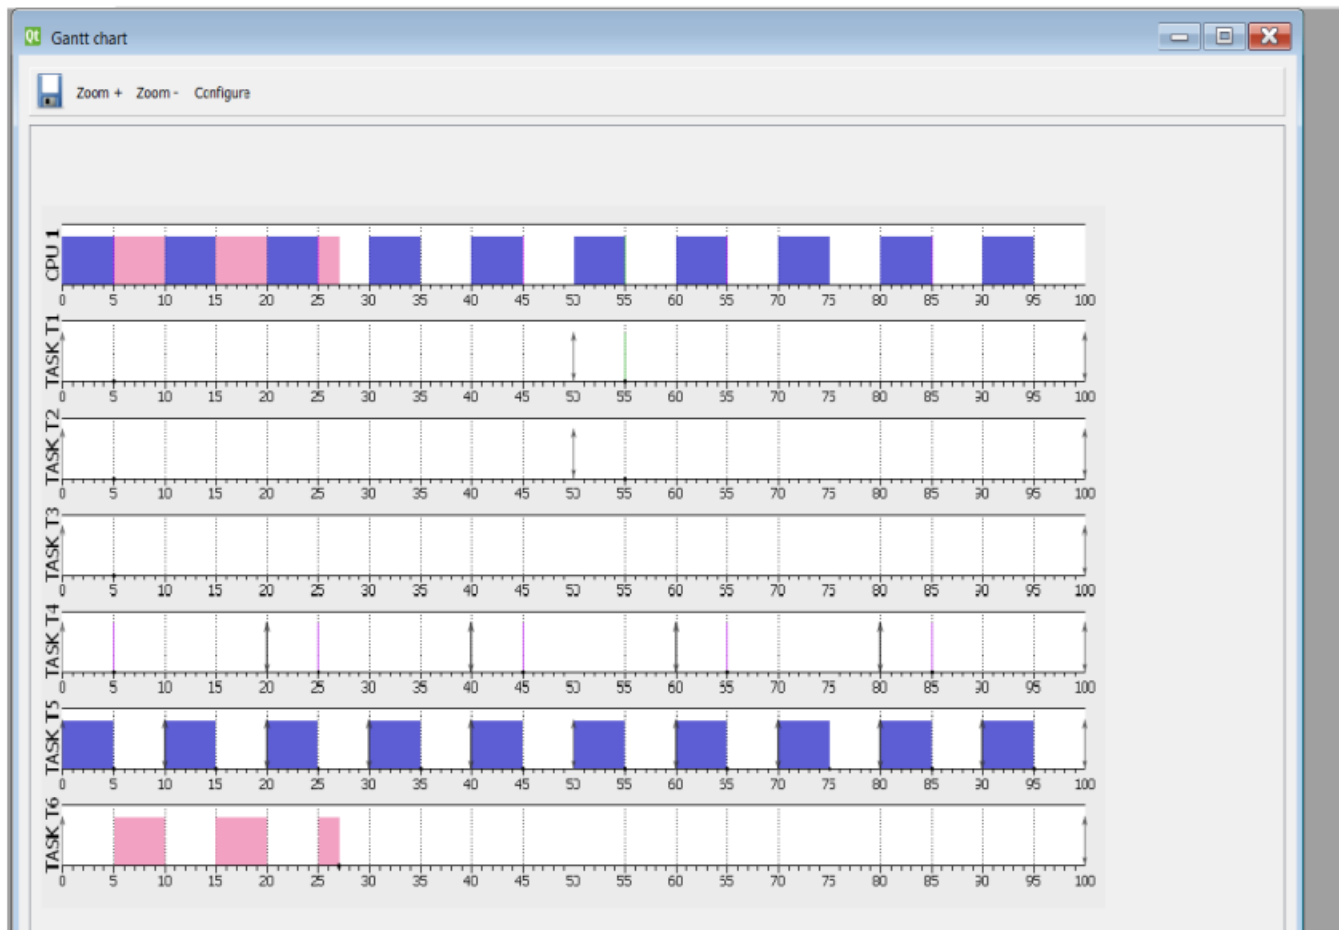 Qt Gantt chart
Zoom + Zoom - Configure
CPU 1
0 5 10 15 20 25 30 35 40 45 50 55 60 65 70 75 80 85 90 95 100
TASK T1
0 5 10 15 20 25 30 35 40 45 50 55 60 65 70 75 80 85 90 95 100
TASK T2
0 5 10 15 20 25 30 35 40 45 50 55 60 65 70 75 80 85 90 95 100
TASK T3
0 5 10 15 20 25 30 35 40 45 50 55 60 65 70 75 80 85 90 95 100
TASK T4
0 5 10 15 20 25 30 35 40 45 50 55 60 65 70 75 80 85 90 95 100
TASK T5
0 5 10 15 20 25 30 35 40 45 50 55 60 65 70 75 80 85 90 95 100
TASK T6
0 5 10 15 20 25 30 35 40 45 50 55 60 65 70 75 80 85 90 95 100